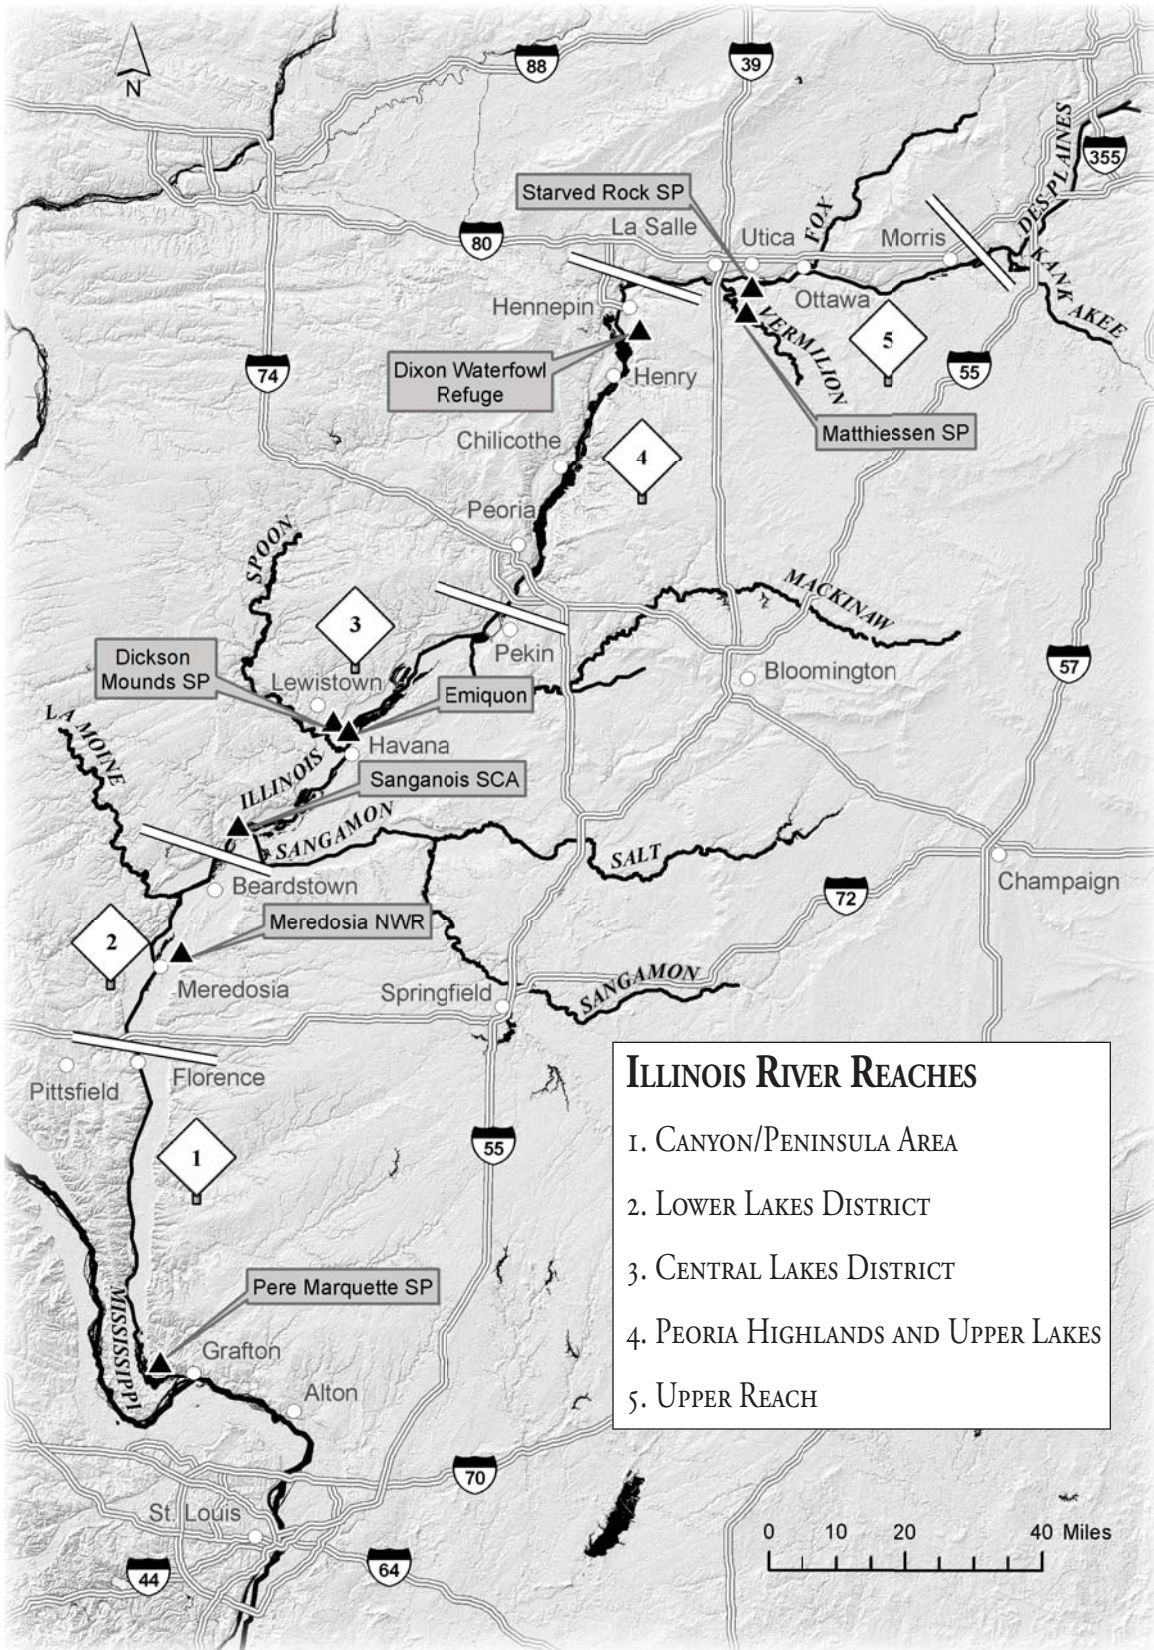 N
88
39
355
DES PLAINES
Starved Rock SP
La Salle
Utica
FOX
Morris
80
KANKAKEE
Hennepin
Ottawa
VERMILION
5
Dixon Waterfowl
Refuge
Henry
74
55
Matthiessen SP
Chilicothe
4
Peoria
SPOON
MACKINAW
3
Pekin
57
Dickson
Mounds SP
Lewistown
Emiquon
Bloomington
LA MOINE
Havana
ILLINOIS
Sanganois SCA
SANGAMON
SALT
Beardstown
72
Champaign
Meredosia NWR
2
Meredosia
Springfield
SANGAMON
Pittsfield
Florence
ILLINOIS RIVER REACHES
1. CANYON/PENINSULA AREA
2. LOWER LAKES DISTRICT
3. CENTRAL LAKES DISTRICT
4. PEORIA HIGHLANDS AND UPPER LAKES
5. UPPER REACH
1
55
Pere Marquette SP
MISSISSIPPI
Grafton
Alton
70
St. Louis
0 10 20 40 Miles
44
64